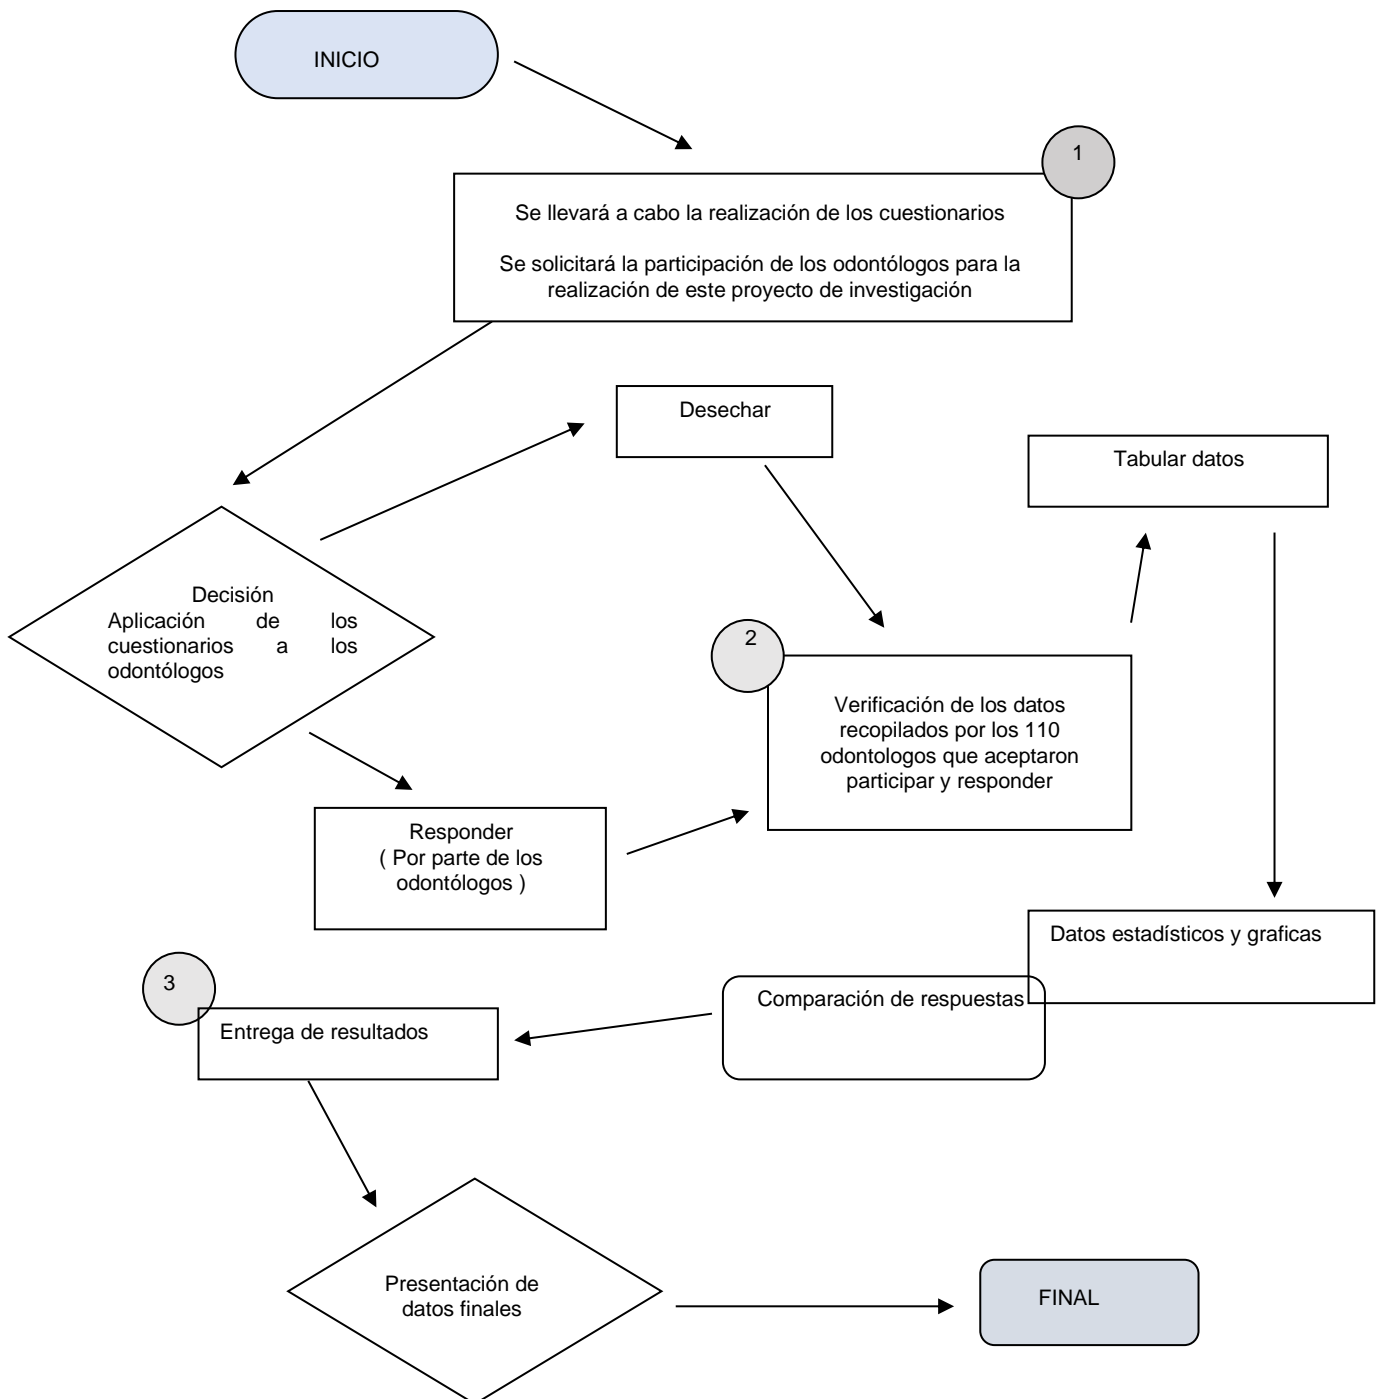 INICIO
1
Se llevará a cabo la realización de los cuestionarios
Se solicitará la participación de los odontólogos para la
realización de este proyecto de investigación
Desechar
Tabular datos
Decisión
Aplicación de los
cuestionarios a los
odontólogos
2
Verificación de los datos
recopilados por los 110
odontologos que aceptaron
participar y responder
Responder
( Por parte de los
odontólogos )
Datos estadísticos y graficas
3
Comparación de respuestas
Entrega de resultados
Presentación de
datos finales
FINAL